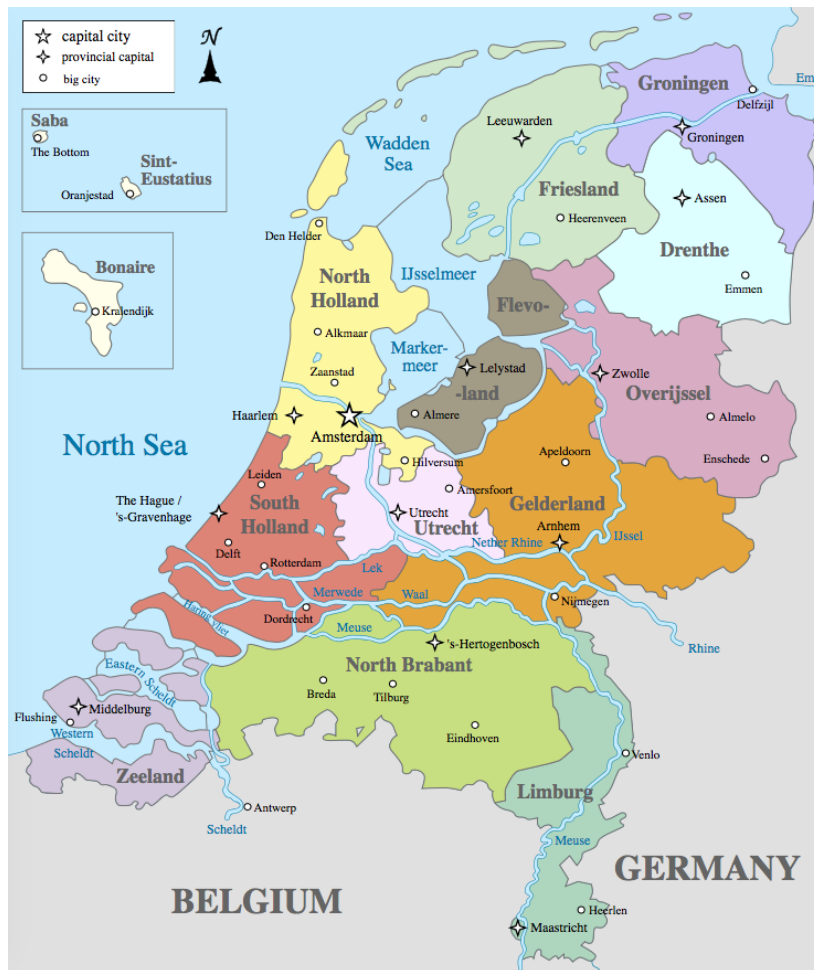 capital city
provincial capital
big city
N
Saba
The Bottom
Sint-
Eustatius
Oranjestad
Bonaire
Kralendijk
Groningen
Em
Delfzijl
Leeuwarden
Groningen
Wadden
Sea
Friesland
Assen
Heerenveen
Den Helder
Drenthe
IJsselmeer
North
Holland
Emmen
Flevo-
Alkmaar
Marker-
meer
Lelystad
Zwolle
Zaanstad
-land
Overijssel
Haarlem
Almere
Almelo
Amsterdam
North Sea
Hilversum
Apeldoorn
Enschede
Leiden
Amersfoort
The Hague /
's-Gravenhage
South
Holland
Utrecht
Utrecht
Gelderland
Arnhem
Delft
Nether Rhine
IJssel
Rotterdam
Lek
Merwede
Waal
Nijmegen
Haring vliet
Dordrecht
Meuse
's-Hertogenbosch
Rhine
Eastern
Scheldt
North Brabant
Breda
Tilburg
Middelburg
Flushing
Western
Scheldt
Eindhoven
Venlo
Zeeland
Limburg
Antwerp
Scheldt
Meuse
GERMANY
BELGIUM
Heerlen
Maastricht